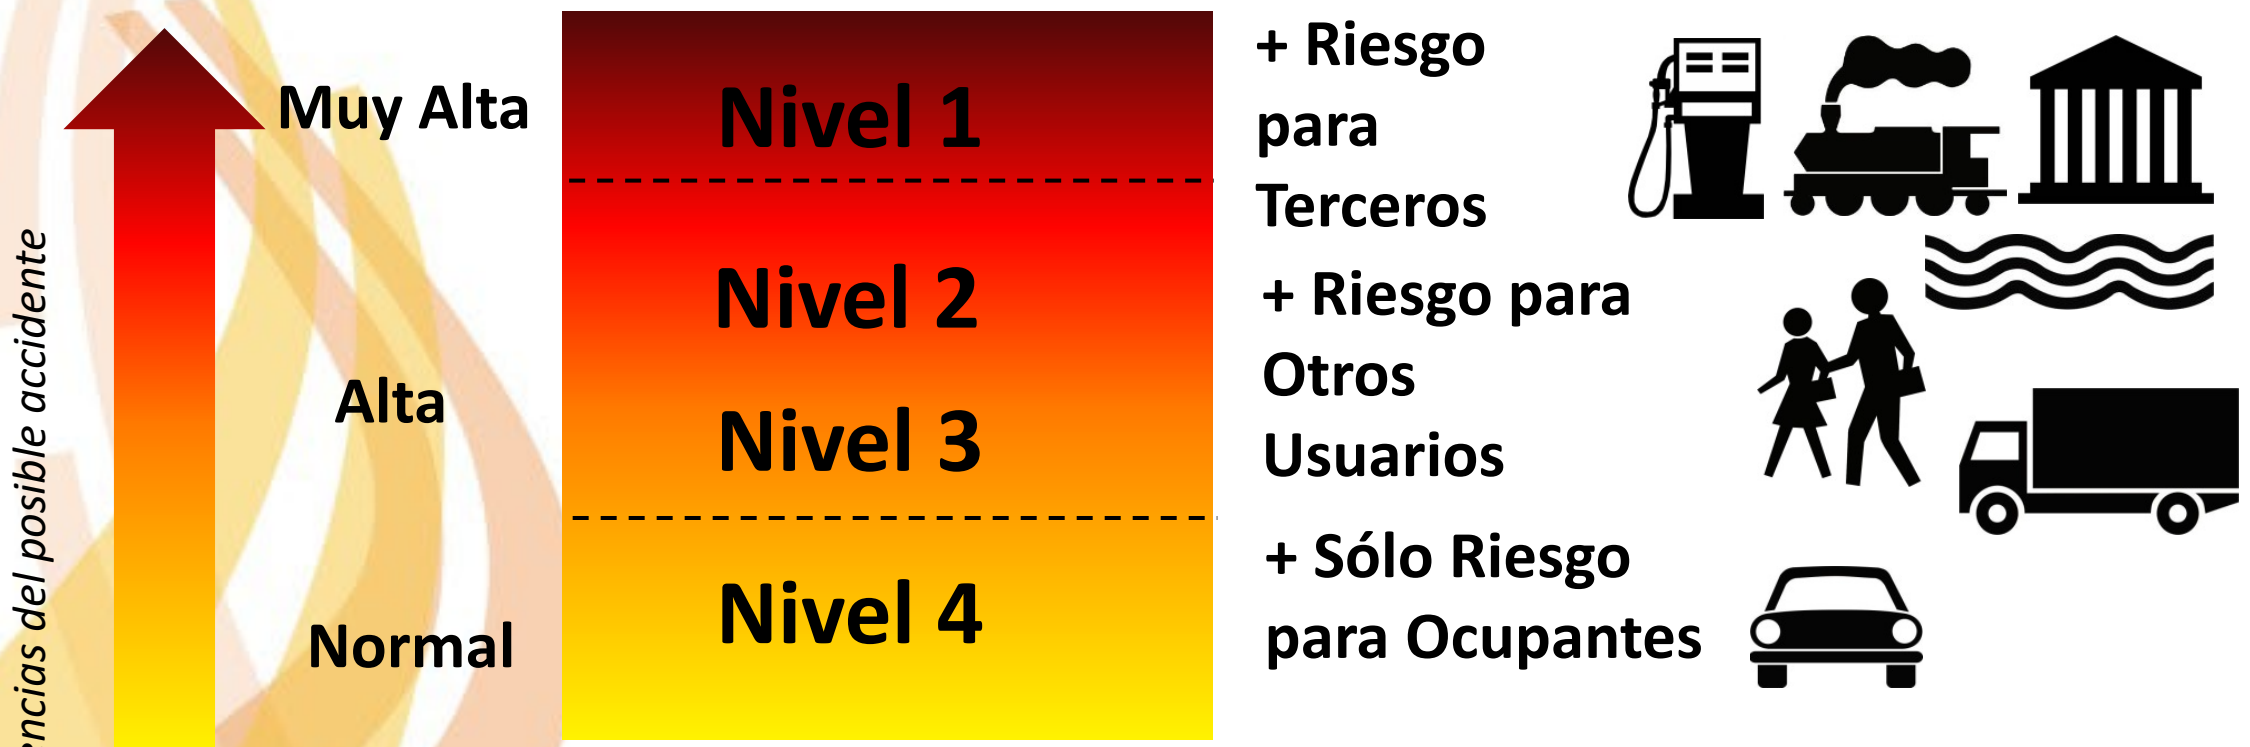 Muy Alta
Alta
Normal
encias del posible accidente
Nivel 1
Nivel 2
Nivel 3
Nivel 4
+ Riesgo
para
Terceros
+ Riesgo para
Otros
Usuarios
+ Sólo Riesgo
para Ocupantes